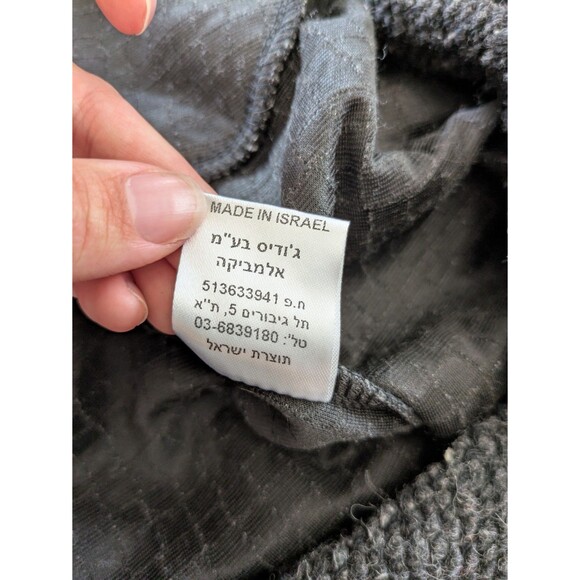 MADE IN ISRAEL
ג'ודיס בע"מ
אלמביקה
ח.פ 513633941
תל גיבורים 5, ת"א
טל': 03-6839180
תוצרת ישראל